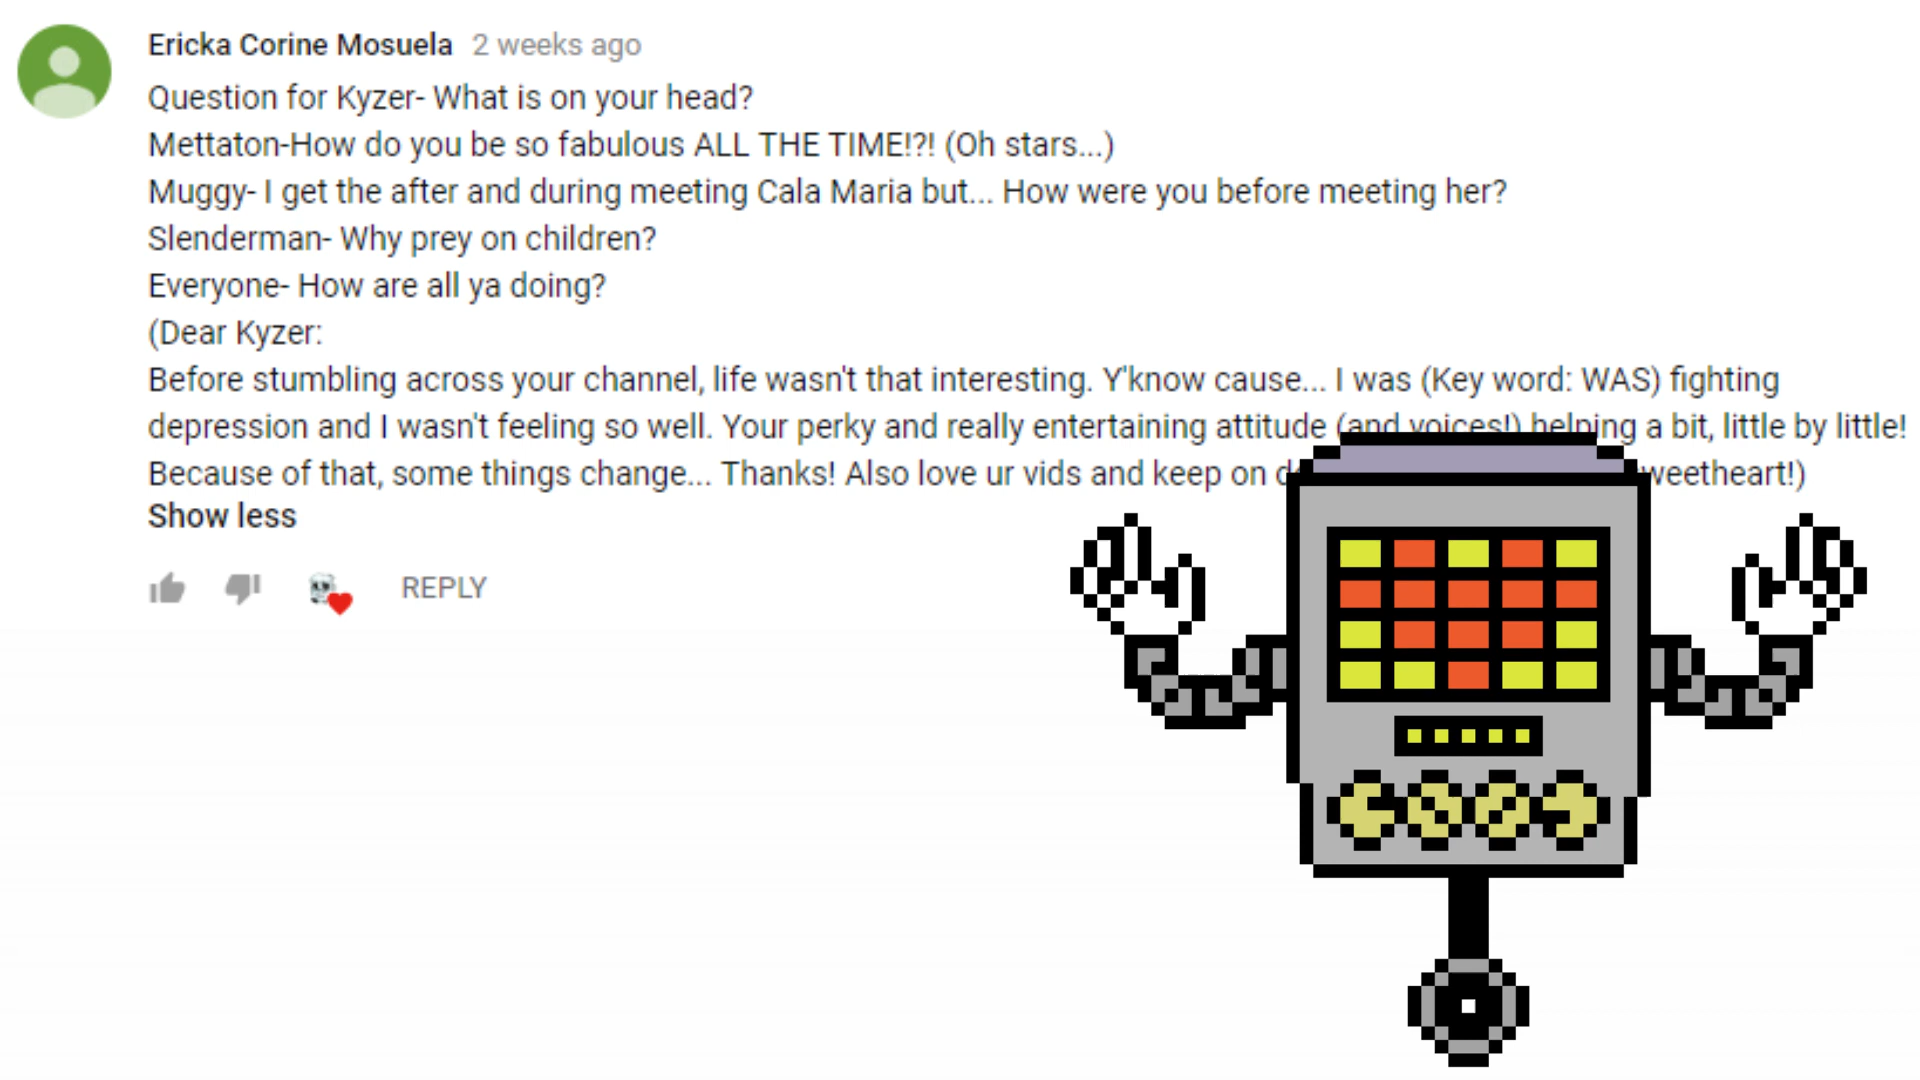 Ericka Corine Mosuela 2 weeks ago
Question for Kyzer- What is on your head?
Mettaton-How do you be so fabulous ALL THE TIME!?! (Oh stars...)
Muggy- I get the after and during meeting Cala Maria but... How were you before meeting her?
Slenderman- Why prey on children?
Everyone- How are all ya doing?
(Dear Kyzer:
Before stumbling across your channel, life wasn't that interesting. Y'know cause... I was (Key word: WAS) fighting
depression and I wasn't feeling so well. Your perky and really entertaining attitude (and voices!) helping a bit, little by little!
Because of that, some things change... Thanks! Also love ur vids and keep on
Show less
REPLY